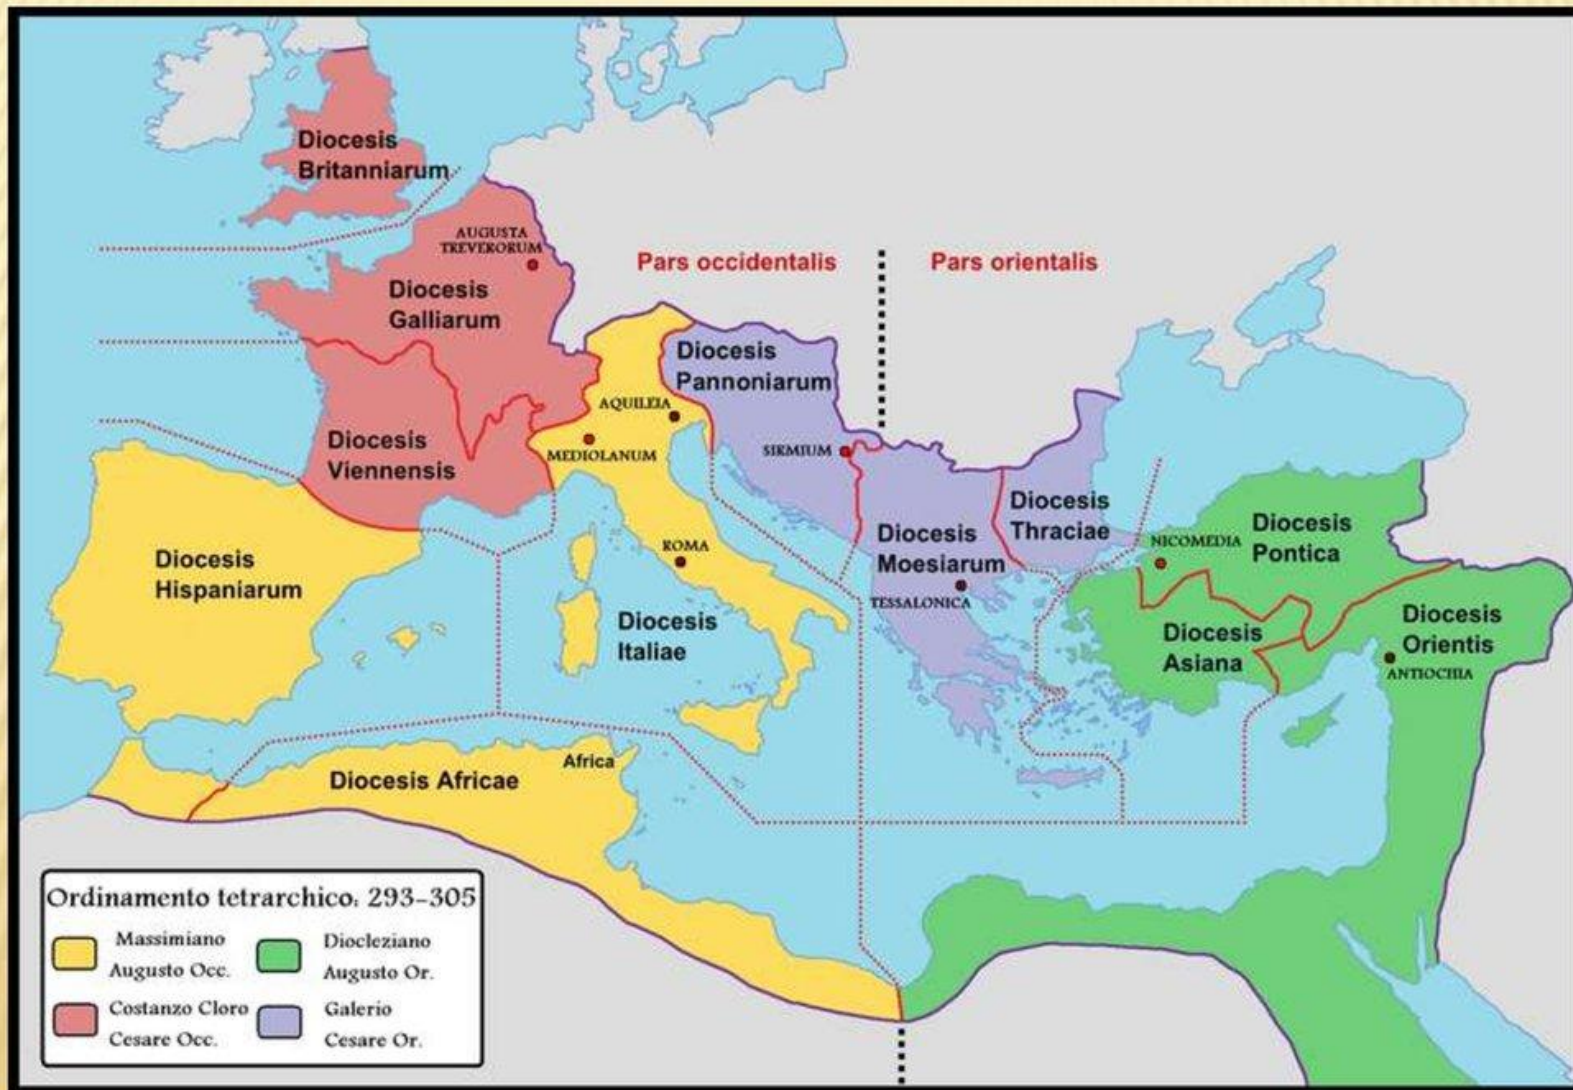 Diocesis
Britanniarum
AUGUSTA
TREVERORUM
Pars occidentalis
Pars orientalis
Diocesis
Galliarum
Diocesis
Pannoniarum
AQUILEIA
MEDIOLANUM
SIRMIUM
Diocesis
Viennensis
Diocesis
Thraciae
Diocesis
Pontica
NICOMEDIA
Diocesis
Moesiarum
TESSALONICA
ROMA
Diocesis
Hispaniarum
Diocesis
Italiae
Diocesis
Asiana
Diocesis
Orientis
ANTIOCHIA
Africa
Diocesis Africae
Ordinamento tetrarchico: 293-305
Massimiano
Augusto Occ.
Diocleziano
Augusto Or.
Costanzo Cloro
Cesare Occ.
Galerio
Cesare Or.